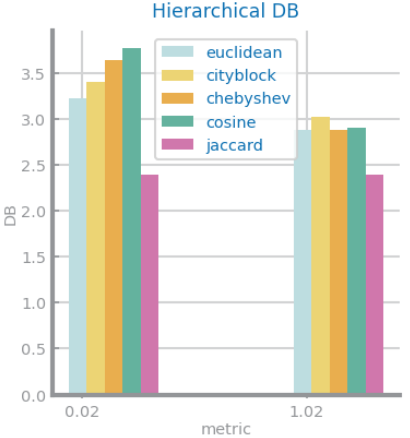 Hierarchical DB
euclidean
cityblock
chebyshev
cosine
jaccard
3.5
3.0
2.5
2.0
1.5
1.0
0.5
0.0
DB
0.02
1.02
metric